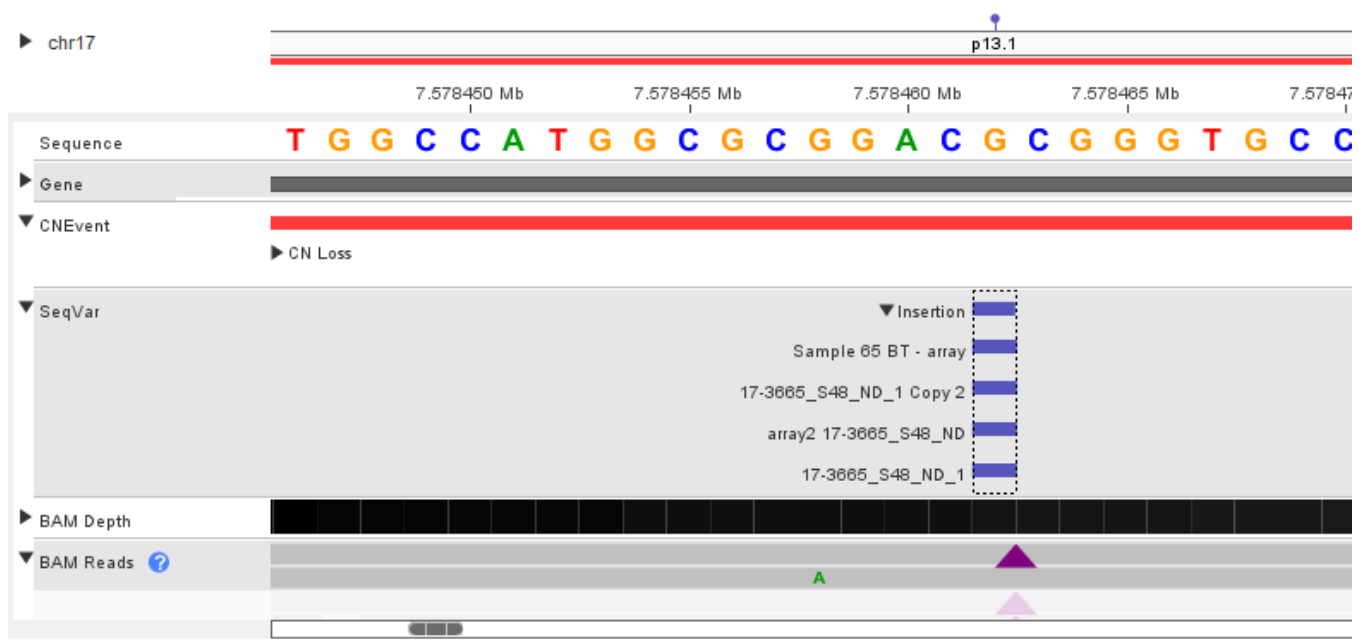 chr17
p13.1
7.578450 Mb 7.578455 Mb 7.578460 Mb 7.578465 Mb 7.57847
Sequence T G G C C A T G G C G C G G A C G C G G G T G C C
Gene
CNEvent
CN Loss
SeqVar
Insertion
Sample 65 BT - array
17-3665_S48_ND_1 Copy 2
array2 17-3665_S48_ND
17-3665_S48_ND_1
BAM Depth
BAM Reads ?
A